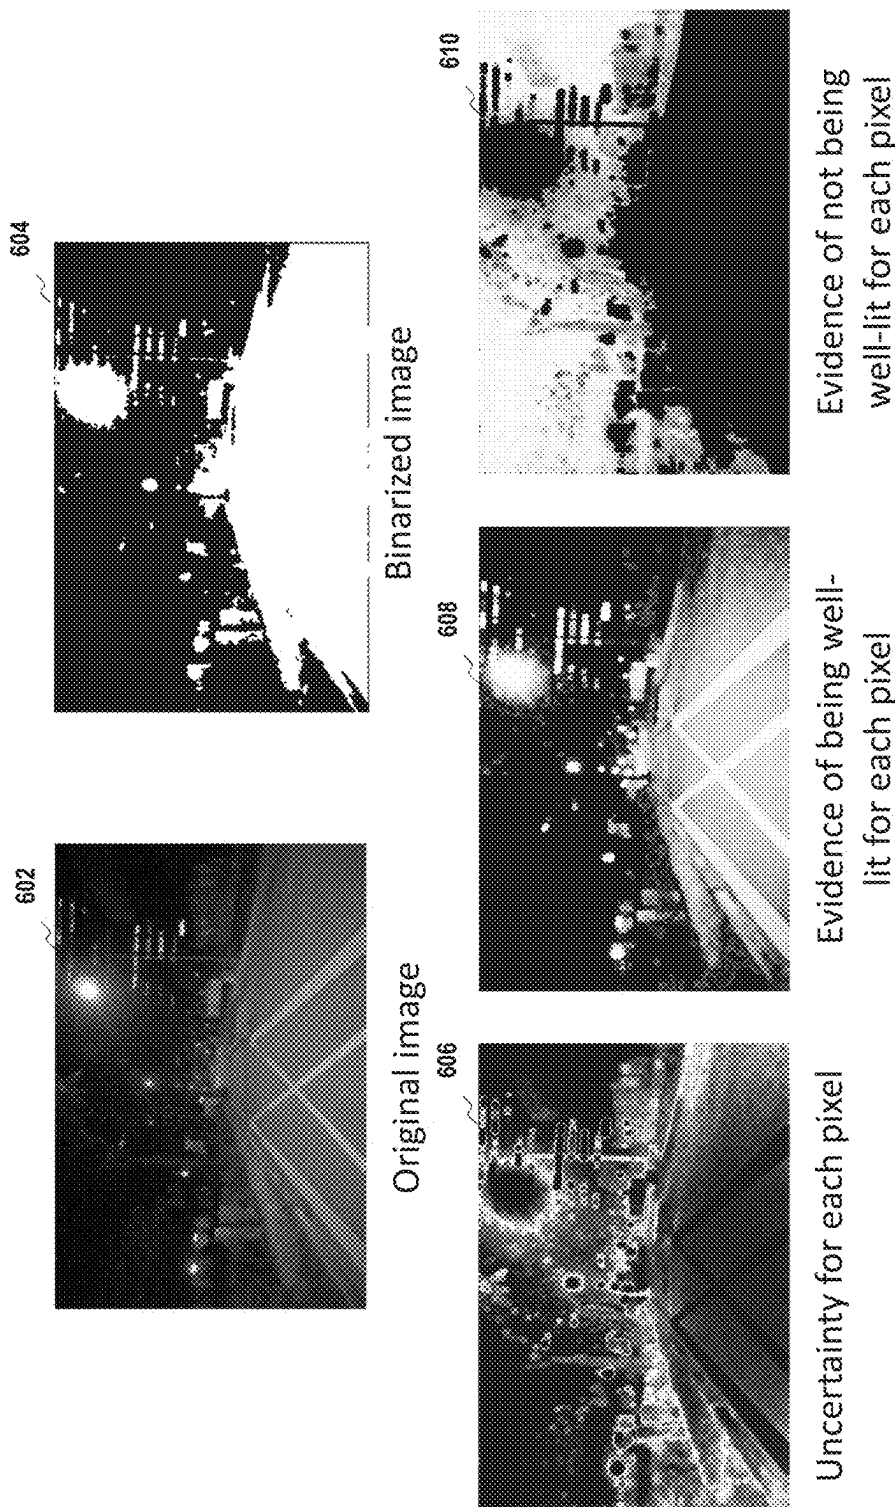 602
Original image
604
Binarized image
606
Uncertainty for each pixel
608
Evidence of being well-
lit for each pixel
610
Evidence of not being
well-lit for each pixel